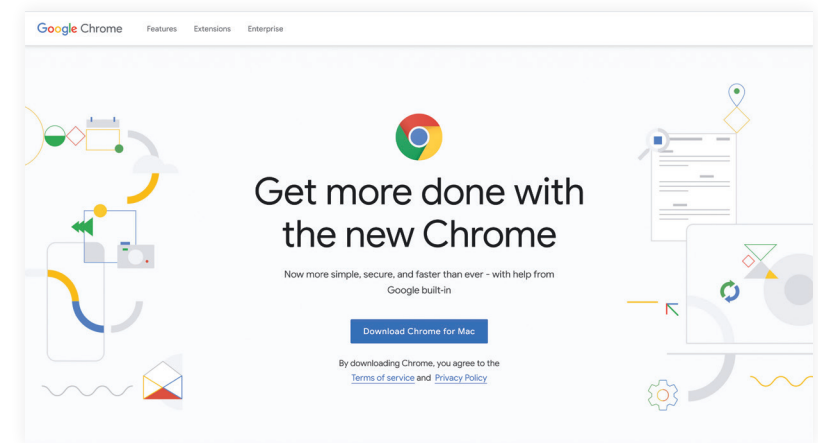 Google Chrome Features Extensions Enterprise
Get more done with
the new Chrome
Now more simple, secure, and faster than ever - with help from
Google built-in
Download Chrome for Mac
By downloading Chrome, you agree to the
Terms of service and Privacy Policy